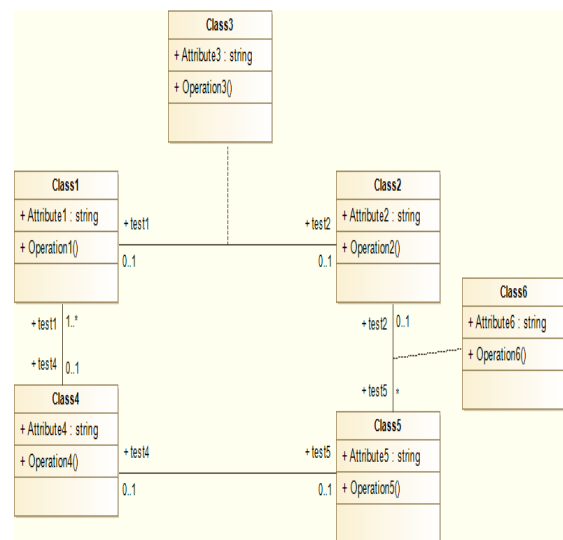 Class3
+ Attribute3 : string
+ Operation3()
Class1
+ Attribute1 : string
+ Operation1()
+ test1
0..1
+ test2
0..1
Class2
+ Attribute2 : string
+ Operation2()
Class6
+ Attribute6 : string
+ Operation6()
+ test1
1..*
+ test4
0..1
+ test2
0..1
+ test5
*
Class4
+ Attribute4 : string
+ Operation4()
+ test4
0..1
+ test5
0..1
Class5
+ Attribute5 : string
+ Operation5()